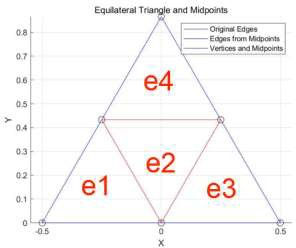 Equilateral Triangle and Midpoints
Original Edges
Edges from Midpoints
Vertices and Midpoints
0.8
0.7
0.6
0.5
0.4
0.3
0.2
0.1
0
Y
e4
e2
e1
e3
-0.5
0
0.5
X